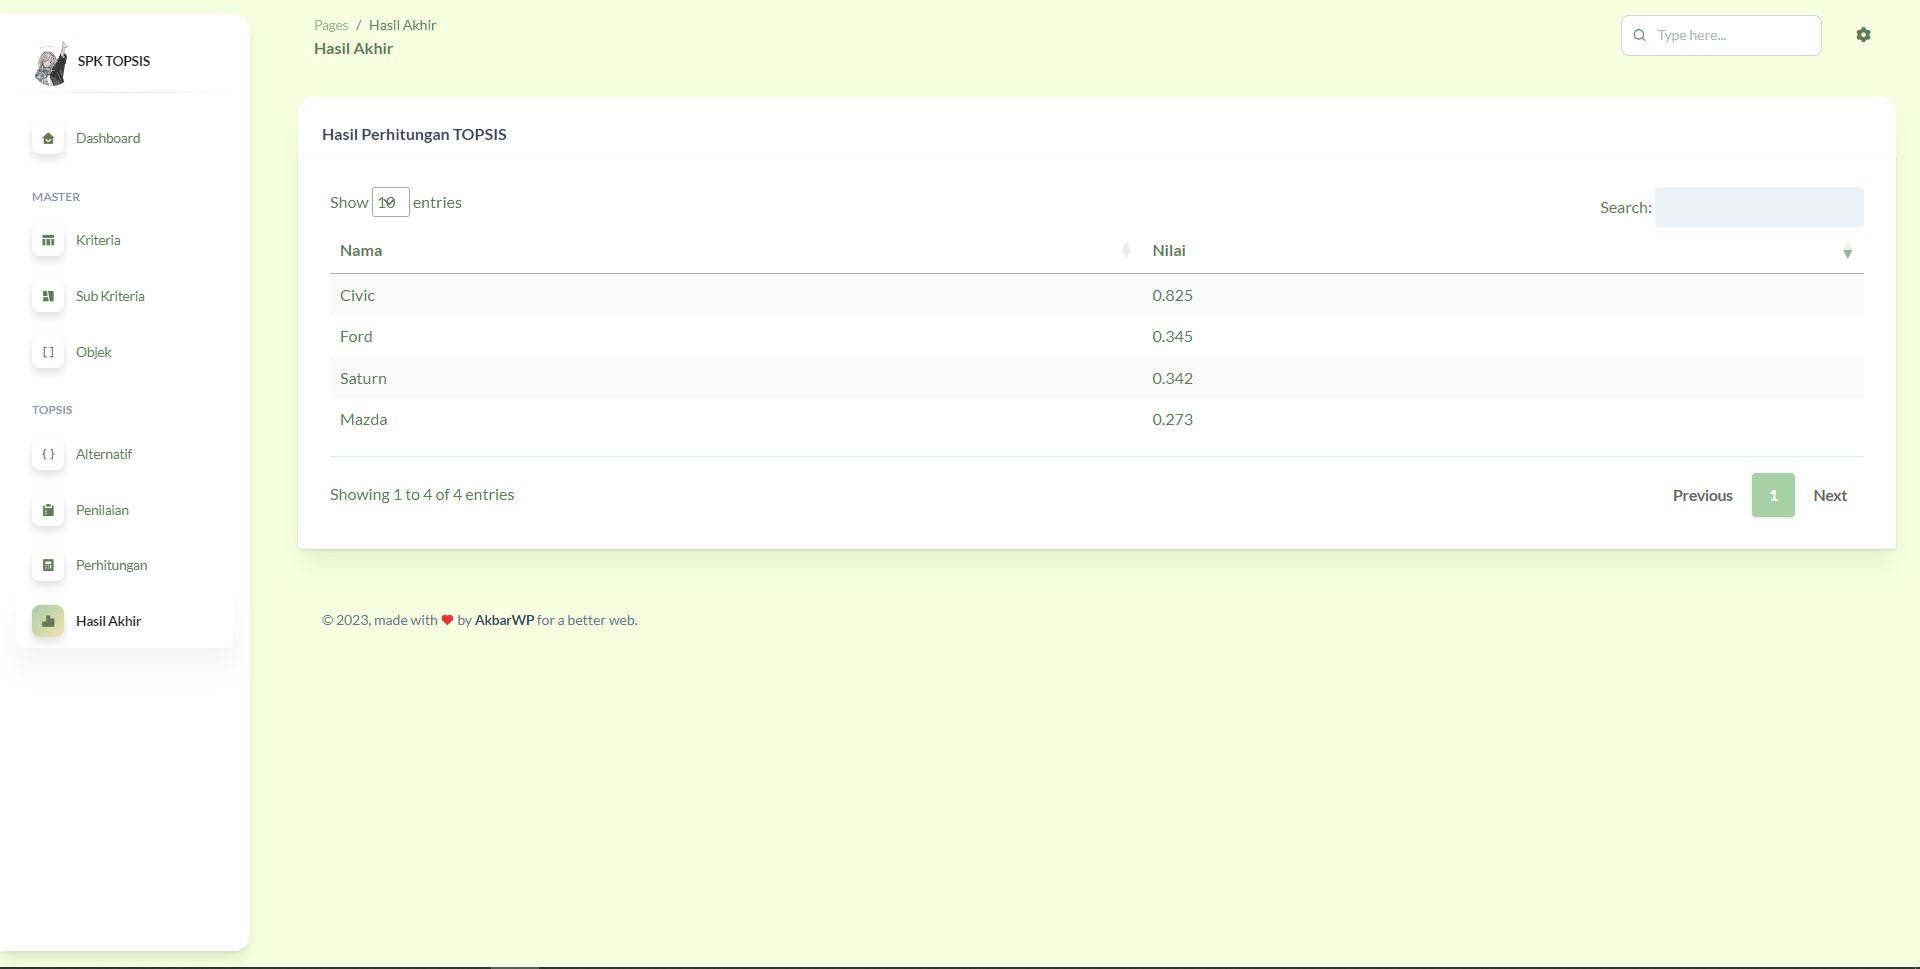 SPK TOPSIS
Dashboard
MASTER
Kriteria
Sub Kriteria
Objek
TOPSIS
Alternatif
Penilaian
Perhitungan
Hasil Akhir
Pages / Hasil Akhir
Hasil Akhir
Type here...
Hasil Perhitungan TOPSIS
Show 10 entries
Search:
Nama Nilai
Civic 0.825
Ford 0.345
Saturn 0.342
Mazda 0.273
Showing 1 to 4 of 4 entries
Previous 1 Next
© 2023, made with ❤ by AkbarWP for a better web.